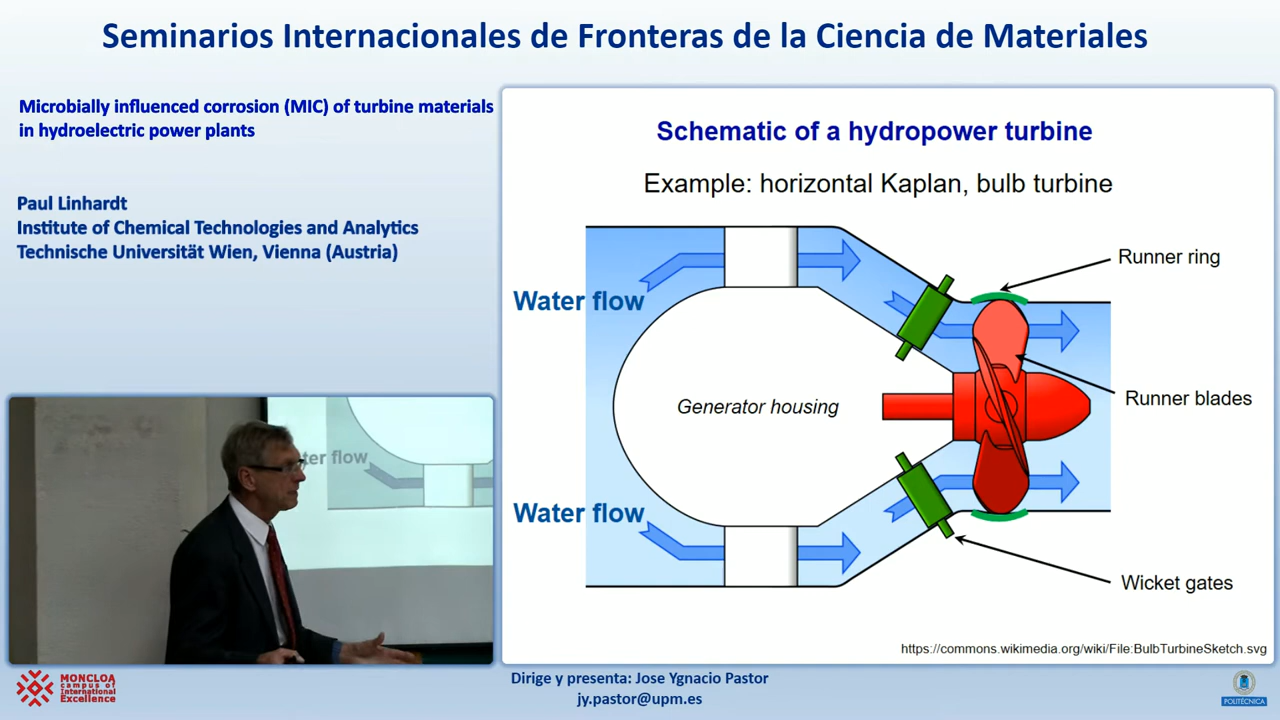 Seminarios Internacionales de Fronteras de la Ciencia de Materiales
Microbially influenced corrosion (MIC) of turbine materials
in hydroelectric power plants
Paul Linhardt
Institute of Chemical Technologies and Analytics
Technische Universität Wien, Vienna (Austria)
Schematic of a hydropower turbine
Example: horizontal Kaplan, bulb turbine
Runner ring
Water flow
Runner blades
Generator housing
Water flow
Wicket gates
https://commons.wikimedia.org/wiki/File:BulbTurbineSketch.svg
ter flow
MONCLOA
campus of
International
Excellence
Dirige y presenta: Jose Ygnacio Pastor
jy.pastor@upm.es
POLITÉCNICA